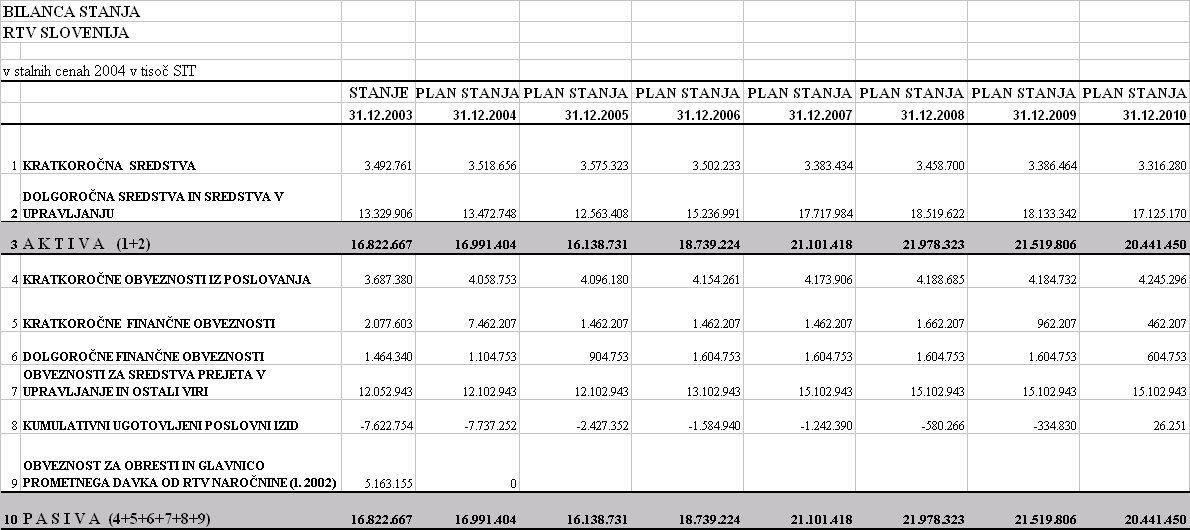 BILANCA STANJA
RTV SLOVENIJA
v stalnih cenah 2004 v tisoč SIT
STANJE PLAN STANJA PLAN STANJA PLAN STANJA PLAN STANJA PLAN STANJA PLAN STANJA PLAN STANJA
31.12.2003 31.12.2004 31.12.2005 31.12.2006 31.12.2007 31.12.2008 31.12.2009 31.12.2010
1 KRATKOROČNA SREDSTVA 3.492.761 3.518.656 3.575.323 3.502.233 3.383.434 3.458.700 3.386.464 3.316.280
DOLGOROČNA SREDSTVA IN SREDSTVA V
2 UPRAVLJANJU 13.329.906 13.472.748 12.563.408 15.236.991 17.717.984 18.519.622 18.133.342 17.125.170
3 A K T I V A (1+2) 16.822.667 16.991.404 16.138.731 18.739.224 21.101.418 21.978.323 21.519.806 20.441.450
4 KRATKOROČNE OBVEZNOSTI IZ POSLOVANJA 3.687.380 4.058.753 4.096.180 4.154.261 4.173.906 4.188.685 4.184.732 4.245.296
5 KRATKOROČNE FINANČNE OBVEZNOSTI 2.077.603 7.462.207 1.462.207 1.462.207 1.462.207 1.662.207 962.207 462.207
6 DOLGOROČNE FINANČNE OBVEZNOSTI 1.464.340 1.104.753 904.753 1.604.753 1.604.753 1.604.753 1.604.753 604.753
OBVEZNOSTI ZA SREDSTVA PREJETA V
7 UPRAVLJANJE IN OSTALI VIRI 12.052.943 12.102.943 12.102.943 13.102.943 15.102.943 15.102.943 15.102.943 15.102.943
8 KUMULATIVNI UGOTOVLJENI POSLOVNI IZID -7.622.754 -7.737.252 -2.427.352 -1.584.940 -1.242.390 -580.266 -334.830 26.251
OBVEZNOST ZA OBRESTI IN GLAVNICO
9 PROMETNEGA DAVKA OD RTV NAROČNINE (l. 2002) 5.163.155 0
10 P A S I V A (4+5+6+7+8+9) 16.822.667 16.991.404 16.138.731 18.739.224 21.101.418 21.978.323 21.519.806 20.441.450